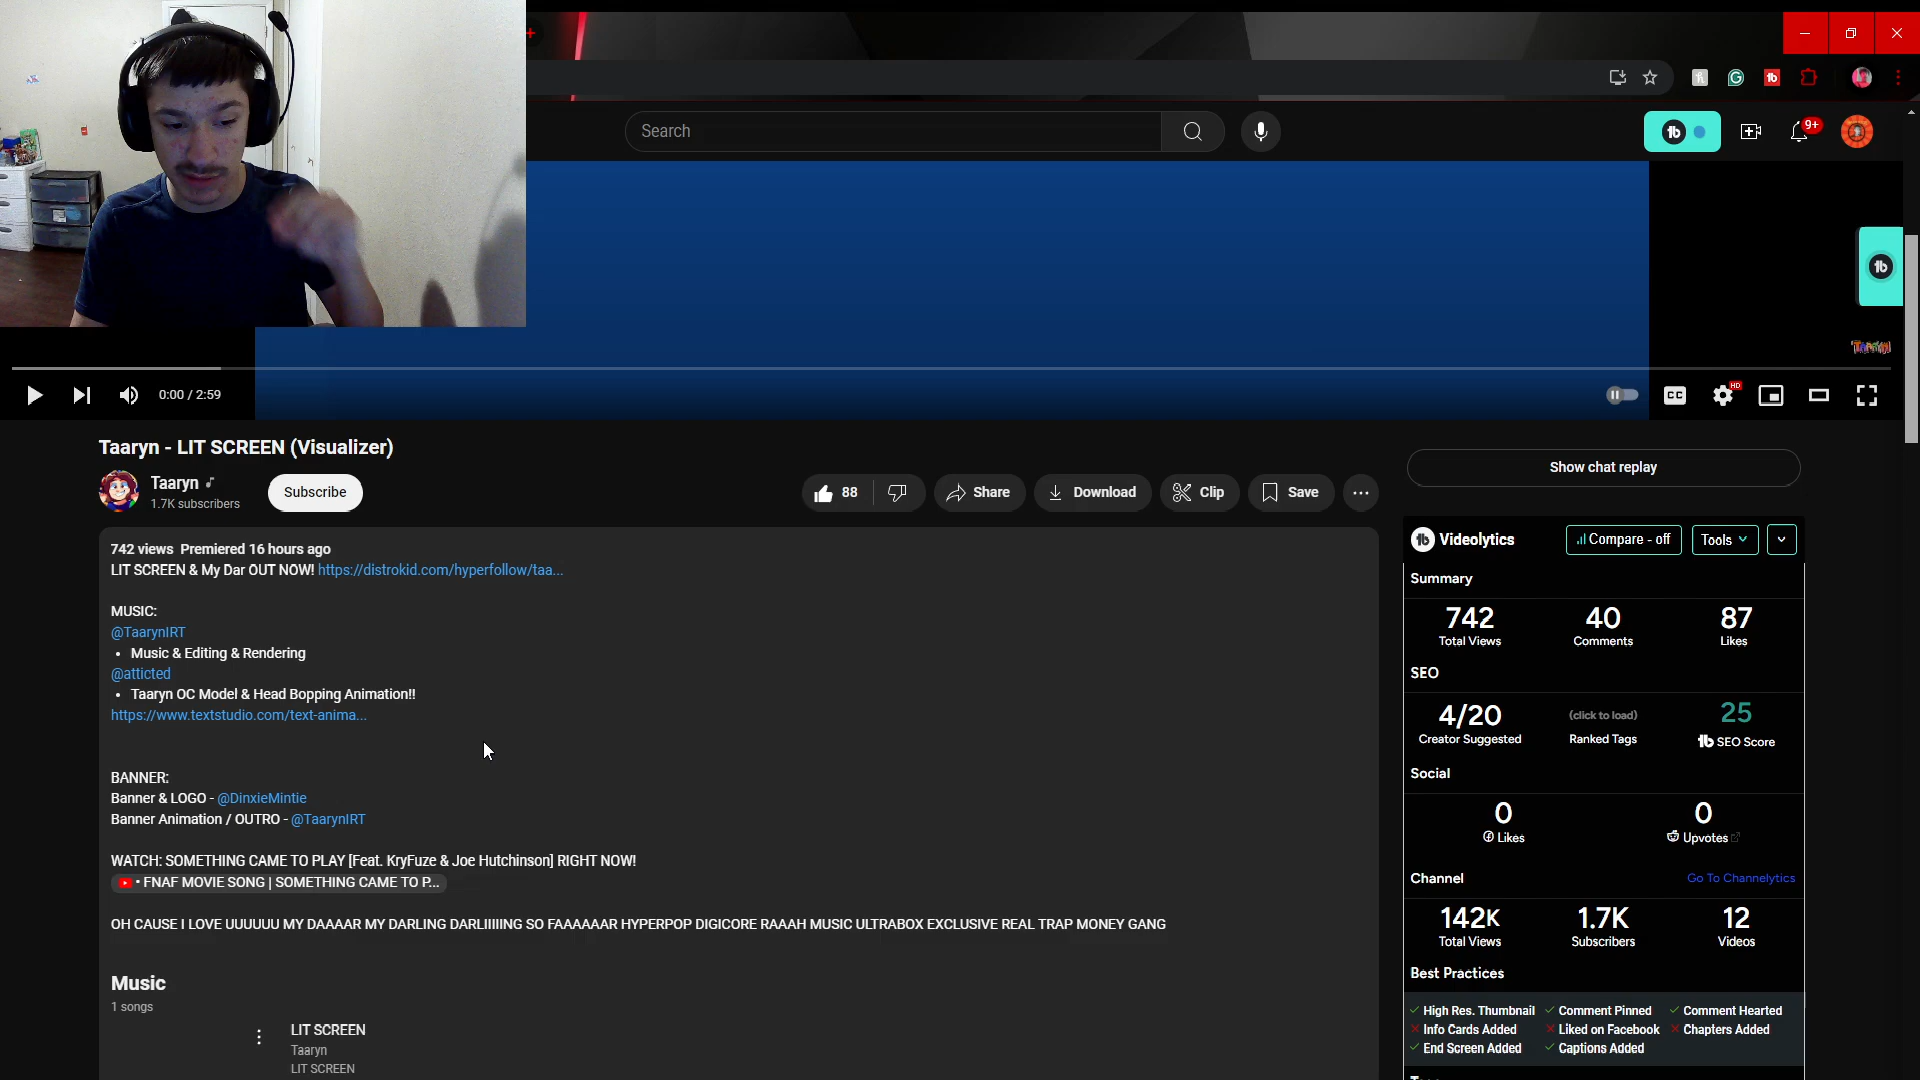 Search
9+
TAARYN
0:00 / 2:59
CC
HD
Taaryn - LIT SCREEN (Visualizer)
Taaryn
1.7K subscribers
Subscribe
88
Share
Download
Clip
Save
Show chat replay
742 views Premiered 16 hours ago
LIT SCREEN & My Dar OUT NOW! https://distrokid.com/hyperfollow/taa...
MUSIC:
@TaarynIRT
• Music & Editing & Rendering
@atticted
• Taaryn OC Model & Head Bopping Animation!!
https://www.textstudio.com/text-anima...
BANNER:
Banner & LOGO - @DinxieMintie
Banner Animation / OUTRO - @TaarynIRT
WATCH: SOMETHING CAME TO PLAY [Feat. KryFuze & Joe Hutchinson] RIGHT NOW!
• FNAF MOVIE SONG | SOMETHING CAME TO P...
OH CAUSE I LOVE UUUUUU MY DAAAAR MY DARLING DARLIIIIING SO FAAAAAAR HYPERPOP DIGICORE RAAAH MUSIC ULTRABOX EXCLUSIVE REAL TRAP MONEY GANG
Music
1 songs
LIT SCREEN
Taaryn
LIT SCREEN
Videolytics
Compare - off
Tools
Summary
742 40 87
Total Views Comments Likes
SEO
4/20 (click to load) 25
Creator Suggested Ranked Tags SEO Score
Social
0 0
Likes Upvotes
Channel Go To Channelytics
142K 1.7K 12
Total Views Subscribers Videos
Best Practices
High Res. Thumbnail Comment Pinned Comment Hearted
Info Cards Added Liked on Facebook Chapters Added
End Screen Added Captions Added